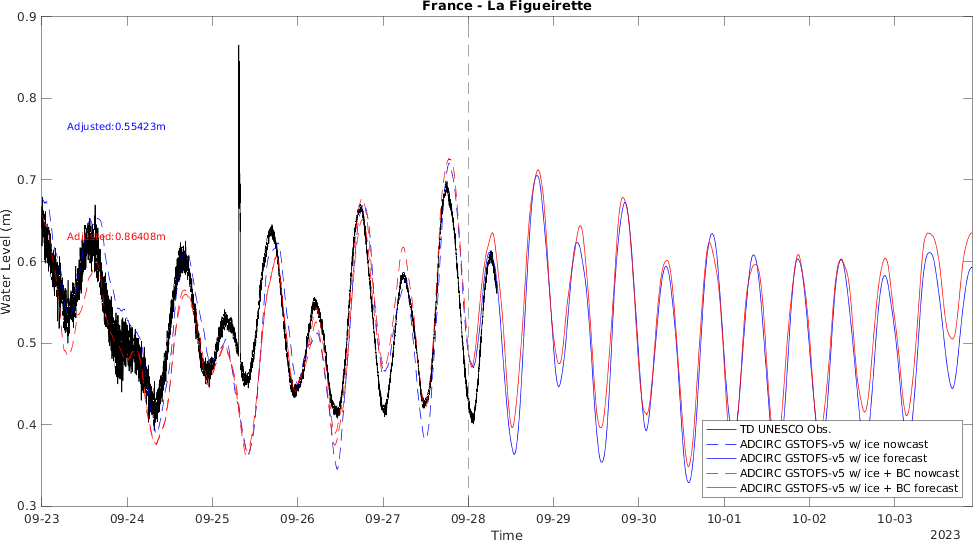 France - La Figueirette
0.9
0.8
0.7
0.6
0.5
0.4
0.3
Water Level (m)
Adjusted:0.55423m
Adjusted:0.86408m
TD UNESCO Obs.
ADCIRC GSTOFS-v5 w/ ice nowcast
ADCIRC GSTOFS-v5 w/ ice forecast
ADCIRC GSTOFS-v5 w/ ice + BC nowcast
ADCIRC GSTOFS-v5 w/ ice + BC forecast
09-23 09-24 09-25 09-26 09-27 09-28 09-29 09-30 10-01 10-02 10-03
Time
2023